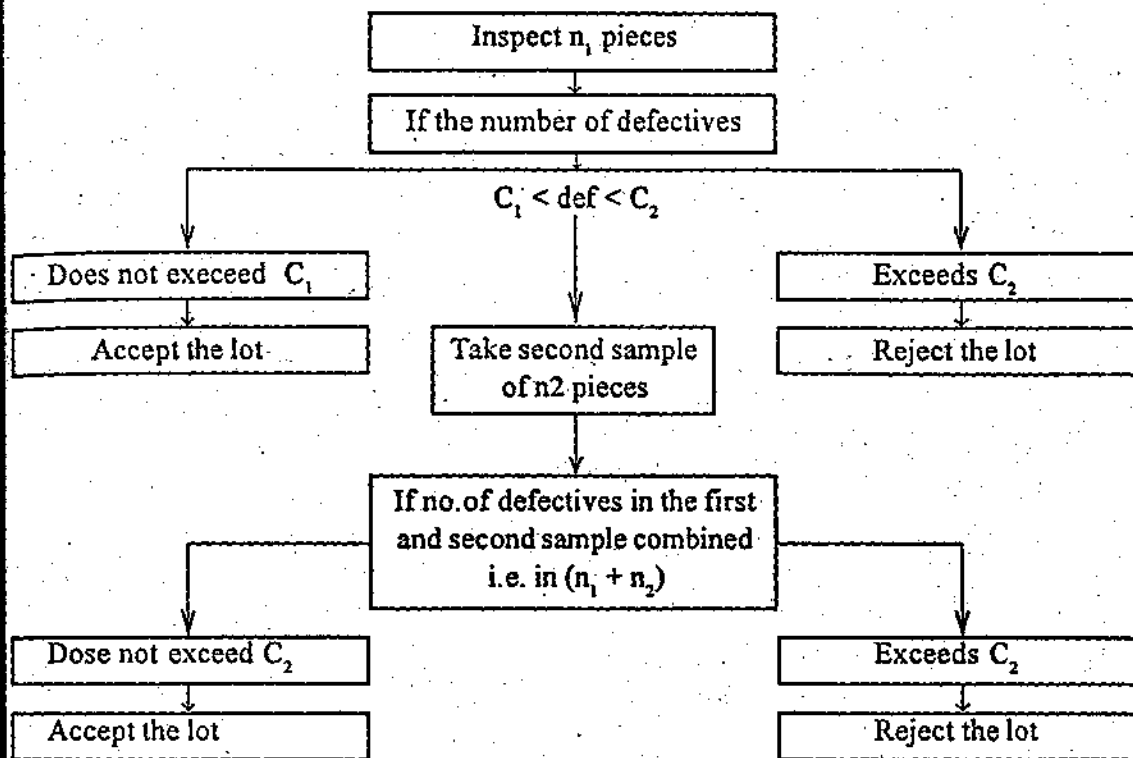 Inspect n₁ pieces
If the number of defectives
C₁ < def < C₂
Does not execeed C₁
Exceeds C₂
Accept the lot
Take second sample
of n2 pieces
Reject the lot
If no.of defectives in the first
and second sample combined
i.e. in (n₁ + n₂)
Dose not exceed C₂
Exceeds C₂
Accept the lot
Reject the lot